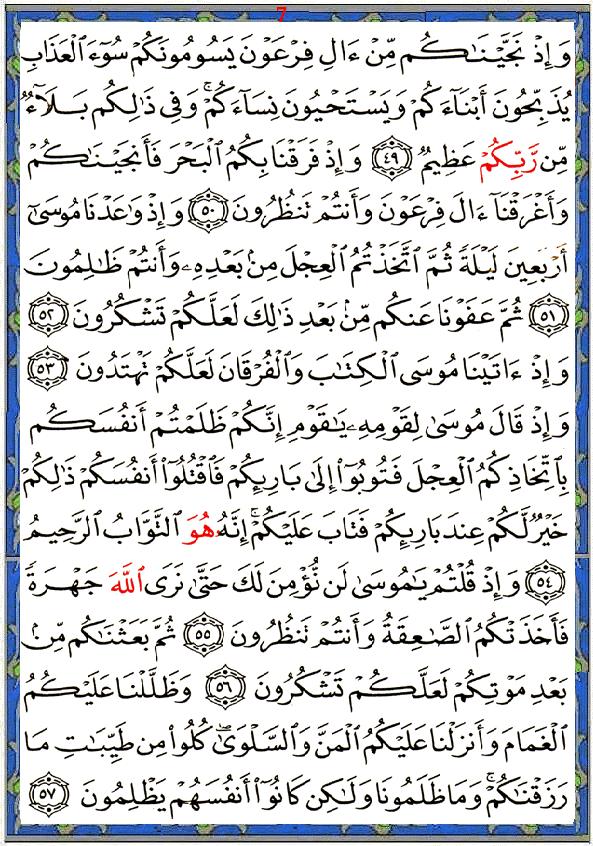 7
وَإِذْ نَجَّيْنَٰكُم مِّنْ ءَالِ فِرْعَوْنَ يَسُومُونَكُمْ سُوٓءَ ٱلْعَذَابِ
يُذَبِّحُونَ أَبْنَآءَكُمْ وَيَسْتَحْيُونَ نِسَآءَكُمْ ۚ وَفِى ذَٰلِكُم بَلَآءٌ
مِّن رَّبِّكُمْ عَظِيمٌ ﴿٤٩﴾ وَإِذْ فَرَقْنَا بِكُمُ ٱلْبَحْرَ فَأَنجَيْنَٰكُمْ
وَأَغْرَقْنَآ ءَالَ فِرْعَوْنَ وَأَنتُمْ تَنظُرُونَ ﴿٥٠﴾ وَإِذْ وَٰعَدْنَا مُوسَىٰٓ
أَرْبَعِينَ لَيْلَةً ثُمَّ ٱتَّخَذْتُمُ ٱلْعِجْلَ مِنۢ بَعْدِهِۦ وَأَنتُمْ ظَٰلِمُونَ
﴿٥١﴾ ثُمَّ عَفَوْنَا عَنكُم مِّنۢ بَعْدِ ذَٰلِكَ لَعَلَّكُمْ تَشْكُرُونَ ﴿٥٢﴾
وَإِذْ ءَاتَيْنَا مُوسَى ٱلْكِتَٰبَ وَٱلْفُرْقَانَ لَعَلَّكُمْ تَهْتَدُونَ ﴿٥٣﴾
وَإِذْ قَالَ مُوسَىٰ لِقَوْمِهِۦ يَٰقَوْمِ إِنَّكُمْ ظَلَمْتُمْ أَنفُسَكُم
بِٱتِّخَاذِكُمُ ٱلْعِجْلَ فَتُوبُوٓا۟ إِلَىٰ بَارِئِكُمْ فَٱقْتُلُوٓا۟ أَنفُسَكُمْ ذَٰلِكُمْ
خَيْرٌ لَّكُمْ عِندَ بَارِئِكُمْ فَتَابَ عَلَيْكُمْ ۚ إِنَّهُۥ هُوَ ٱلتَّوَّابُ ٱلرَّحِيمُ
﴿٥٤﴾ وَإِذْ قُلْتُمْ يَٰمُوسَىٰ لَن نُّؤْمِنَ لَكَ حَتَّىٰ نَرَى ٱللَّهَ جَهْرَةً
فَأَخَذَتْكُمُ ٱلصَّٰعِقَةُ وَأَنتُمْ تَنظُرُونَ ﴿٥٥﴾ ثُمَّ بَعَثْنَٰكُم مِّنۢ
بَعْدِ مَوْتِكُمْ لَعَلَّكُمْ تَشْكُرُونَ ﴿٥٦﴾ وَظَلَّلْنَا عَلَيْكُمُ
ٱلْغَمَامَ وَأَنزَلْنَا عَلَيْكُمُ ٱلْمَنَّ وَٱلسَّلْوَىٰ ۖ كُلُوا۟ مِن طَيِّبَٰتِ مَا
رَزَقْنَٰكُمْ ۚ وَمَا ظَلَمُونَا وَلَٰكِن كَانُوٓا۟ أَنفُسَهُمْ يَظْلِمُونَ ﴿٥٧﴾